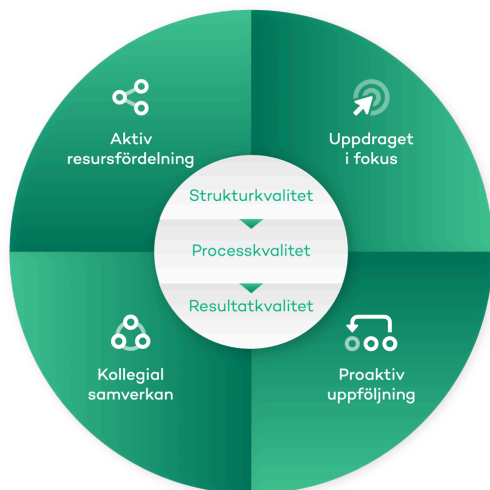 Aktiv
resursfördelning
Uppdraget
i fokus
Strukturkvalitet
Processkvalitet
Resultatkvalitet
Kollegial
samverkan
Proaktiv
uppföljning